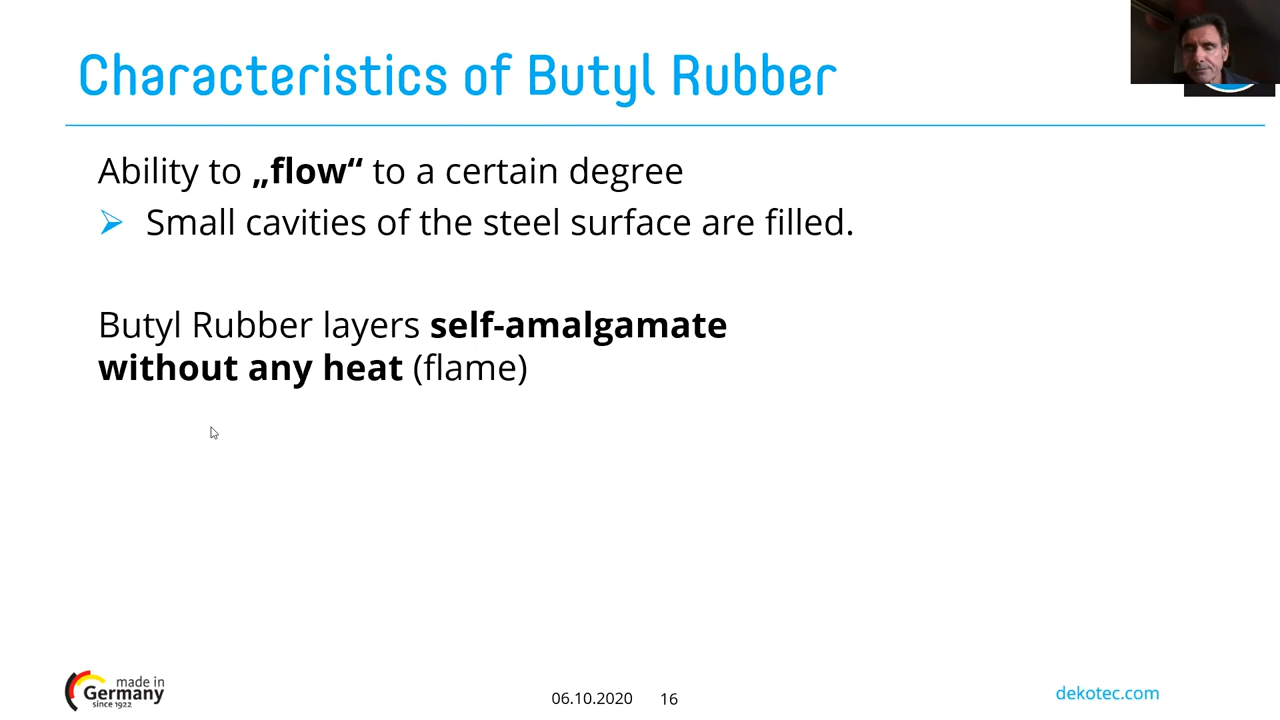 Characteristics of Butyl Rubber
Ability to „flow“ to a certain degree
Small cavities of the steel surface are filled.
Butyl Rubber layers self-amalgamate
without any heat (flame)
made in
Germany
since 1922
06.10.2020 16
dekotec.com